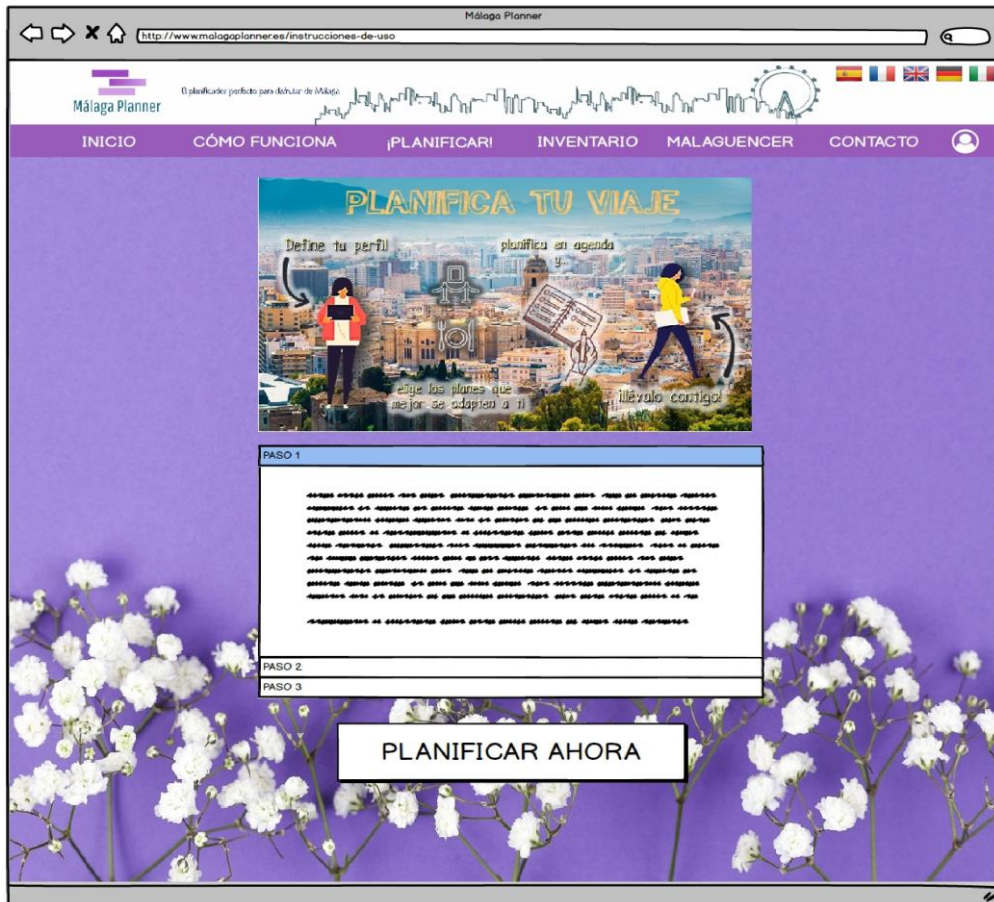 Málaga Planner
http://www.malagaplanner.es/instrucciones-de-uso
Málaga Planner
El planificador perfecto para disfrutar de Málaga
INICIO CÓMO FUNCIONA ¡PLANIFICAR! INVENTARIO MALAGUENCER CONTACTO
PLANIFICA TU VIAJE
Define tu perfil
planifica en agenda
y...
elige los planes que
mejor se adapten a ti
¡llévalo contigo!
PASO 1
PASO 2
PASO 3
PLANIFICAR AHORA